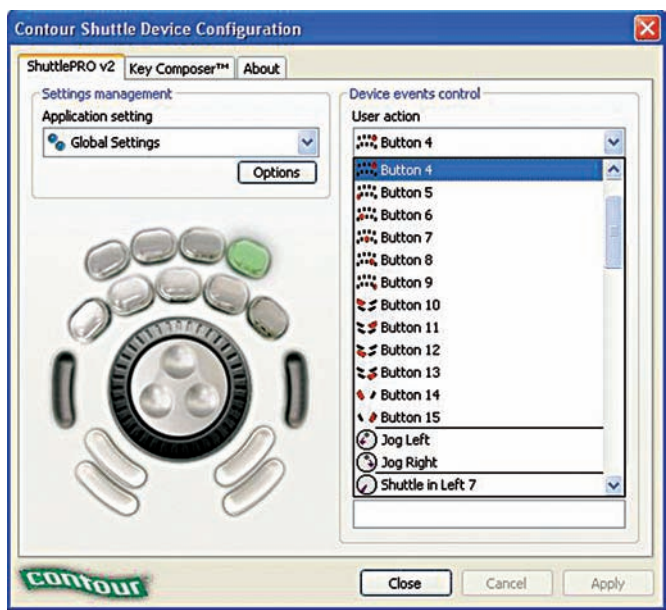 Contour Shuttle Device Configuration
ShuttlePRO v2 Key Composer™ About
Settings management
Application setting
Global Settings
Options
Device events control
User action
Button 4
Button 4
Button 5
Button 6
Button 7
Button 8
Button 9
Button 10
Button 11
Button 12
Button 13
Button 14
Button 15
Jog Left
Jog Right
Shuttle in Left 7
contour
Close Cancel Apply